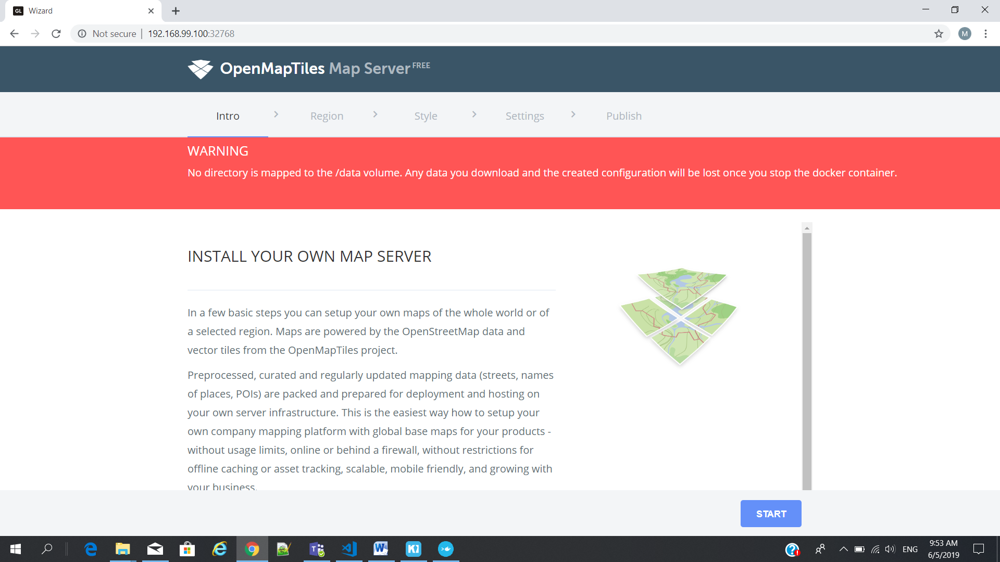 GL Wizard
Not secure 192.168.99.100:32768
M
OpenMapTiles Map Server FREE
Intro Region Style Settings Publish
WARNING
No directory is mapped to the /data volume. Any data you download and the created configuration will be lost once you stop the docker container.
INSTALL YOUR OWN MAP SERVER
In a few basic steps you can setup your own maps of the whole world or of
a selected region. Maps are powered by the OpenStreetMap data and
vector tiles from the OpenMapTiles project.
Preprocessed, curated and regularly updated mapping data (streets, names
of places, POIs) are packed and prepared for deployment and hosting on
your own server infrastructure. This is the easiest way how to setup your
own company mapping platform with global base maps for your products -
without usage limits, online or behind a firewall, without restrictions for
offline caching or asset tracking, scalable, mobile friendly, and growing with
your business.
START
ENG
9:53 AM
6/5/2019